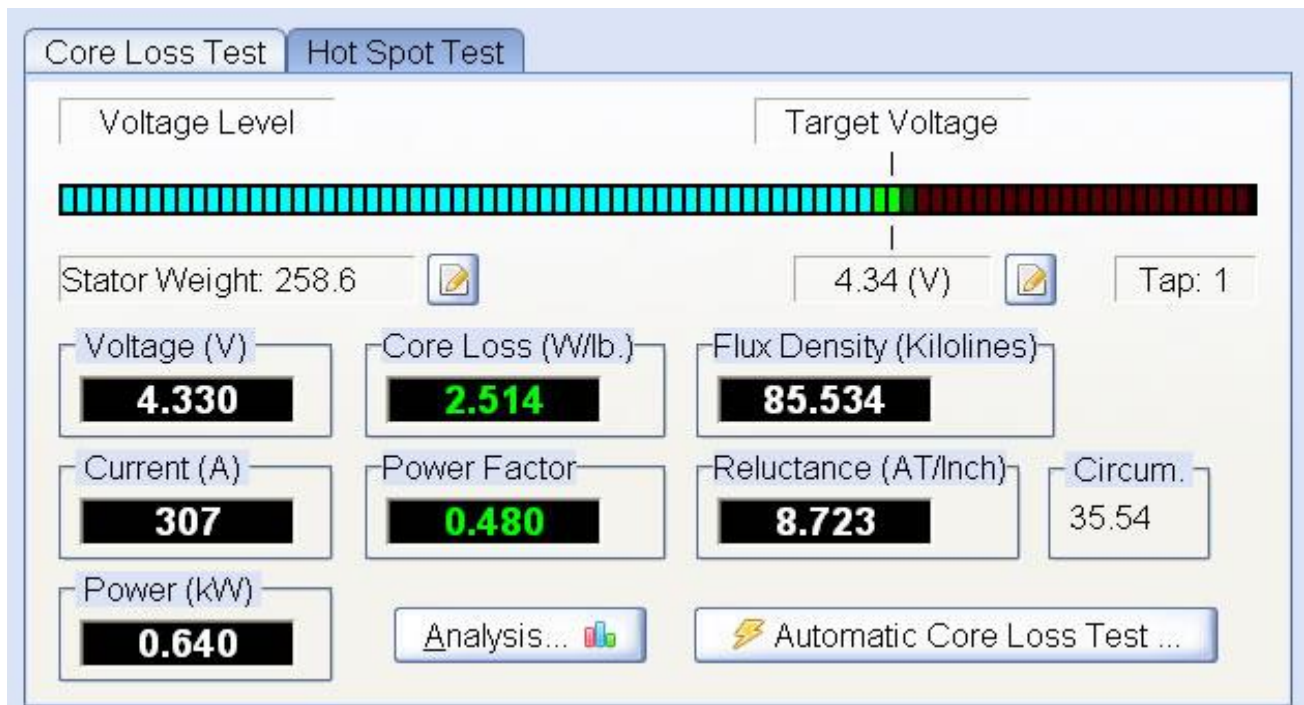 Core Loss Test Hot Spot Test
Voltage Level Target Voltage
Stator Weight: 258.6 4.34 (V) Tap: 1
Voltage (V) Core Loss (W/lb.) Flux Density (Kilolines)
4.330 2.514 85.534
Current (A) Power Factor Reluctance (AT/Inch) Circum.
307 0.480 8.723 35.54
Power (kW)
0.640 Analysis... Automatic Core Loss Test ...